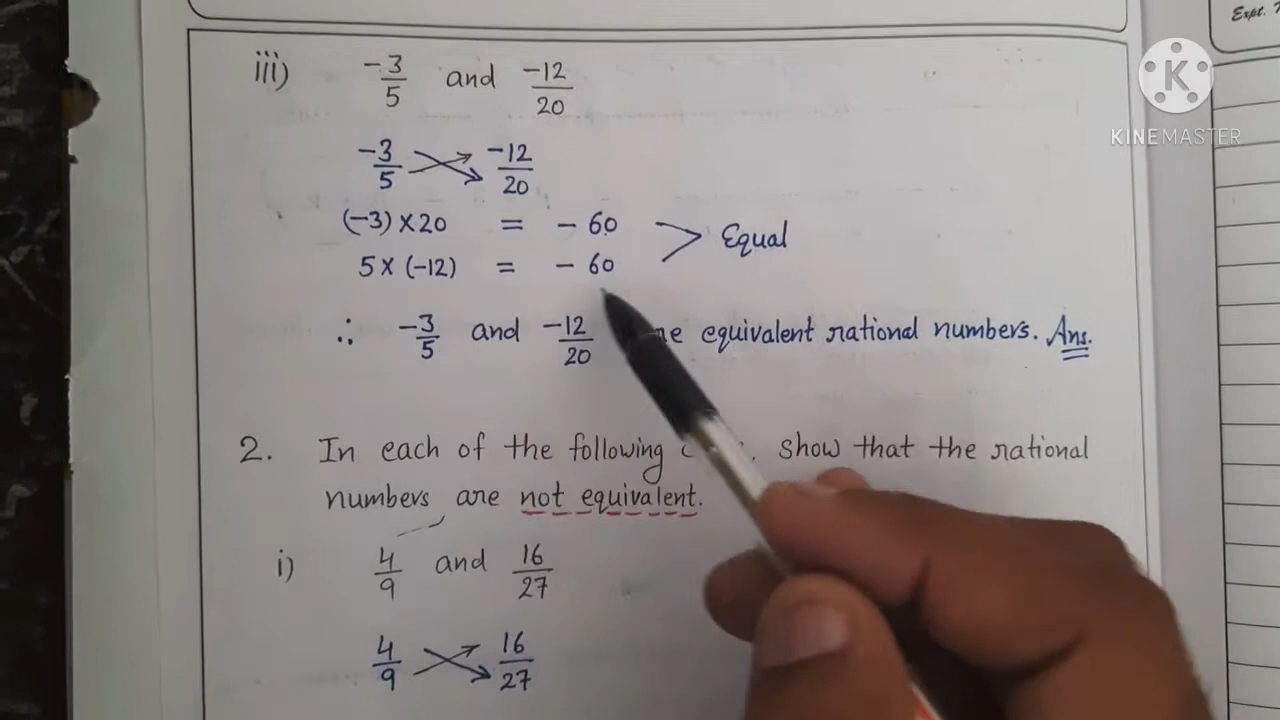 Expt.
K
KINEMASTER
iii) -3/5 and -12/20
-3/5 -12/20
(-3) × 20 = - 60
5 × (-12) = - 60 > Equal
∴ -3/5 and -12/20 equivalent rational numbers. Ans.
2. In each of the following show that the rational
numbers are not equivalent.
i) 4/9 and 16/27
4/9 16/27